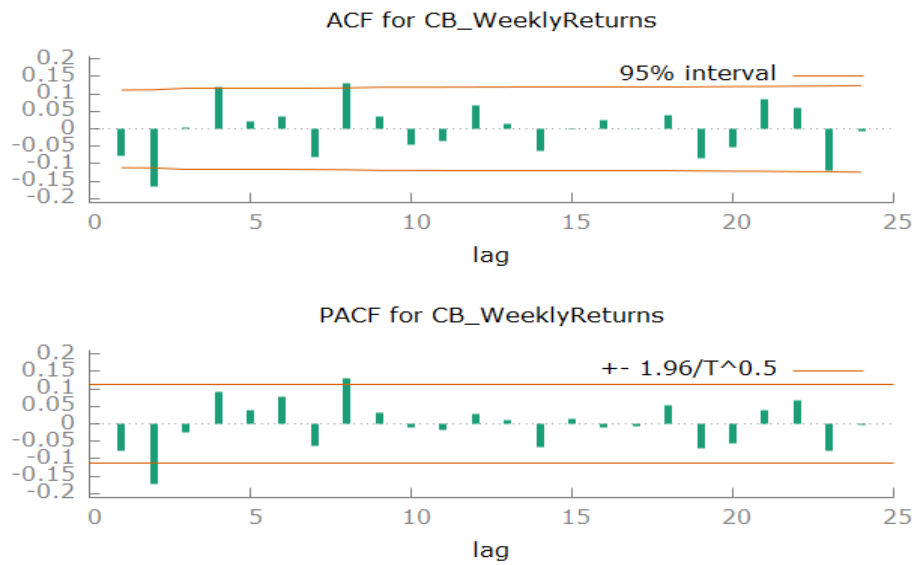 ACF for CB_WeeklyReturns
0.2
0.15
0.1
0.05
0
-0.05
-0.1
-0.15
-0.2
95% interval
0 5 10 15 20 25
lag
PACF for CB_WeeklyReturns
0.2
0.15
0.1
0.05
0
-0.05
-0.1
-0.15
-0.2
+- 1.96/T^0.5
0 5 10 15 20 25
lag